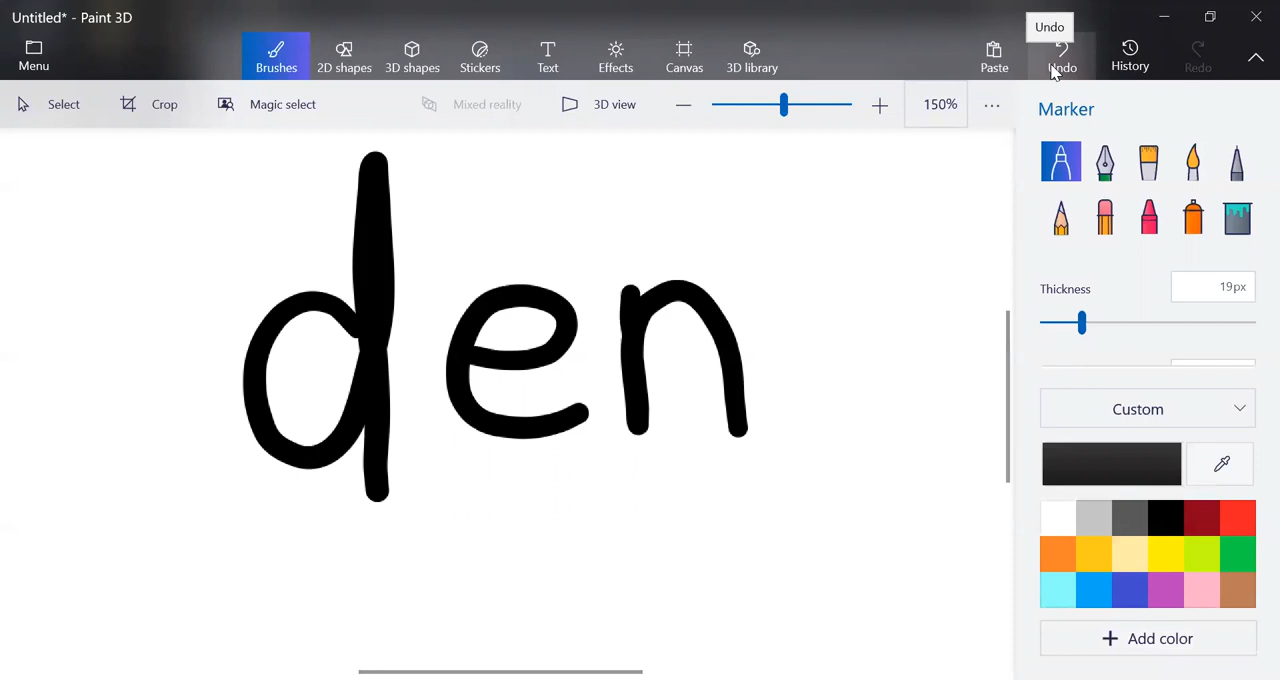 Untitled* - Paint 3D
Undo
Menu
Brushes
2D shapes
3D shapes
Stickers
Text
Effects
Canvas
3D library
Paste
Undo
History
Redo
Select
Crop
Magic select
Mixed reality
3D view
150%
Marker
den
Thickness
19px
Custom
Add color